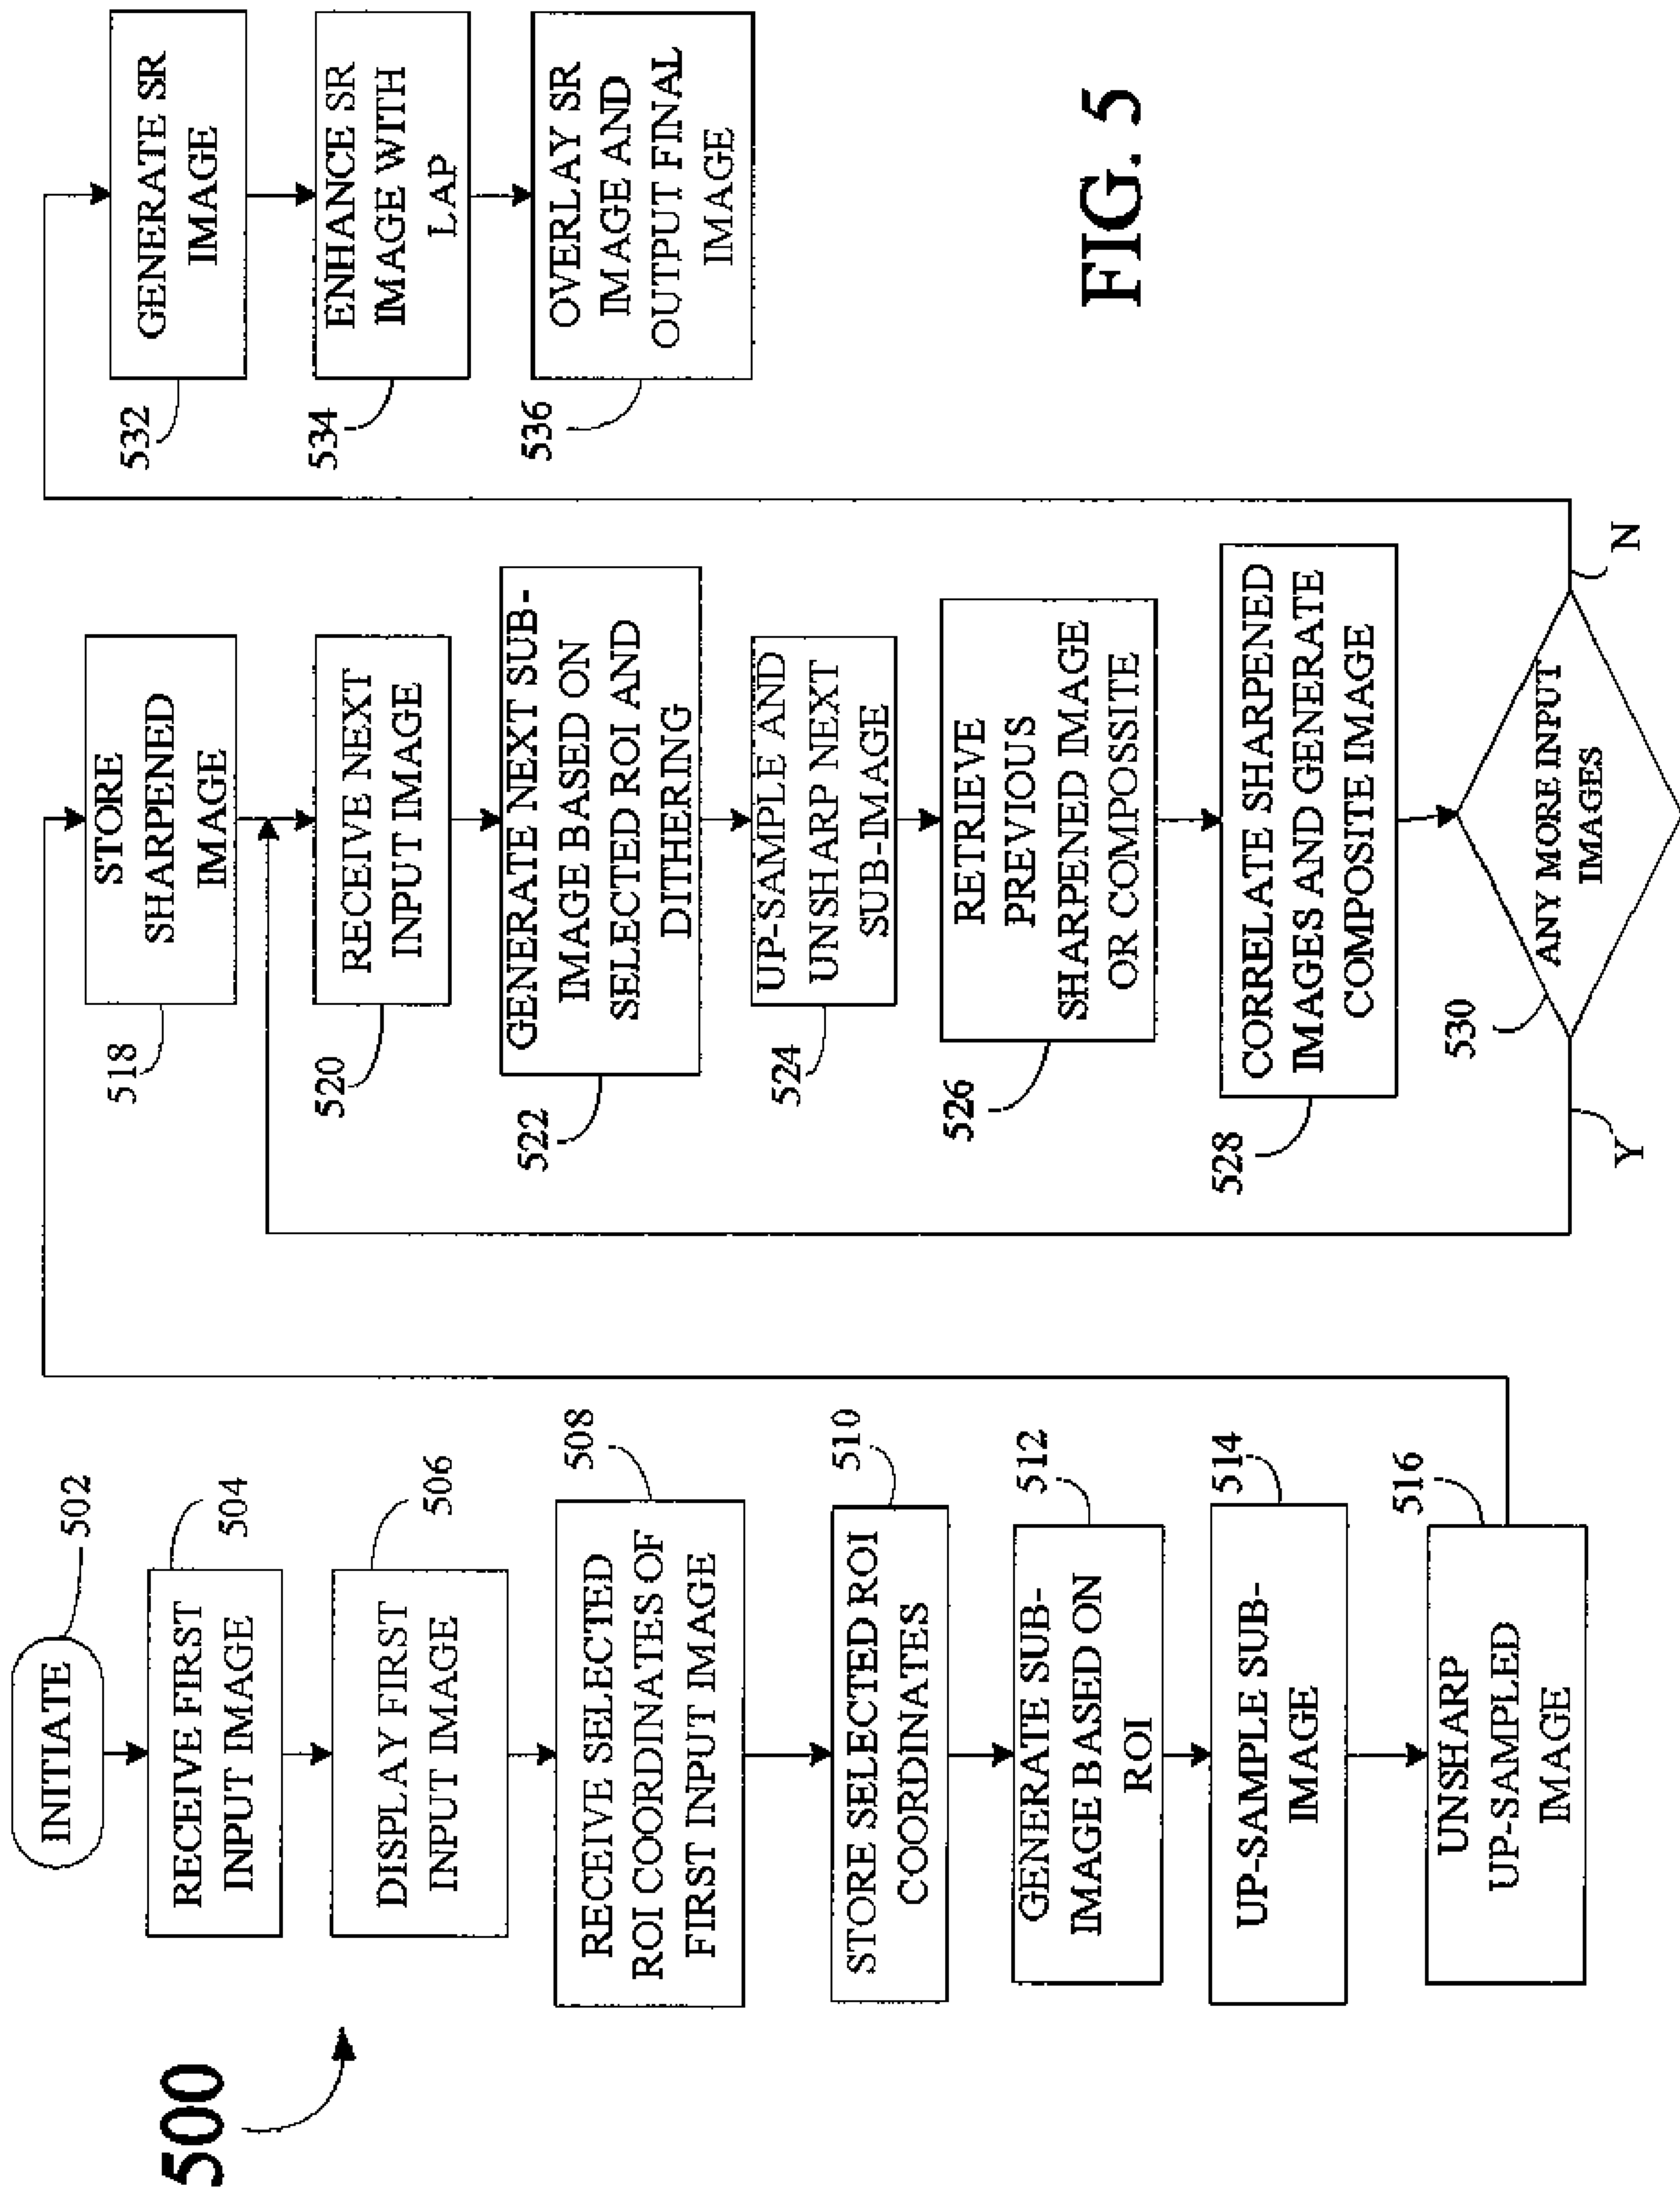 500
INITIATE
502
RECEIVE FIRST
INPUT IMAGE
504
DISPLAY FIRST
INPUT IMAGE
506
RECEIVE SELECTED
ROI COORDINATES OF
FIRST INPUT IMAGE
508
STORE SELECTED ROI
COORDINATES
510
GENERATE SUB-
IMAGE BASED ON
ROI
512
UP-SAMPLE SUB-
IMAGE
514
UNSHARP
UP-SAMPLED
IMAGE
516
STORE
SHARPENED
IMAGE
518
RECEIVE NEXT
INPUT IMAGE
520
GENERATE NEXT SUB-
IMAGE BASED ON
SELECTED ROI AND
DITHERING
522
UP-SAMPLE AND
UNSHARP NEXT
SUB-IMAGE
524
RETRIEVE
PREVIOUS
SHARPENED IMAGE
OR COMPOSSITE
526
CORRELATE SHARPENED
IMAGES AND GENERATE
COMPOSITE IMAGE
528
ANY MORE INPUT
IMAGES
530
Y
N
GENERATE SR
IMAGE
532
ENHANCE SR
IMAGE WITH
LAP
534
OVERLAY SR
IMAGE AND
OUTPUT FINAL
IMAGE
536
FIG. 5